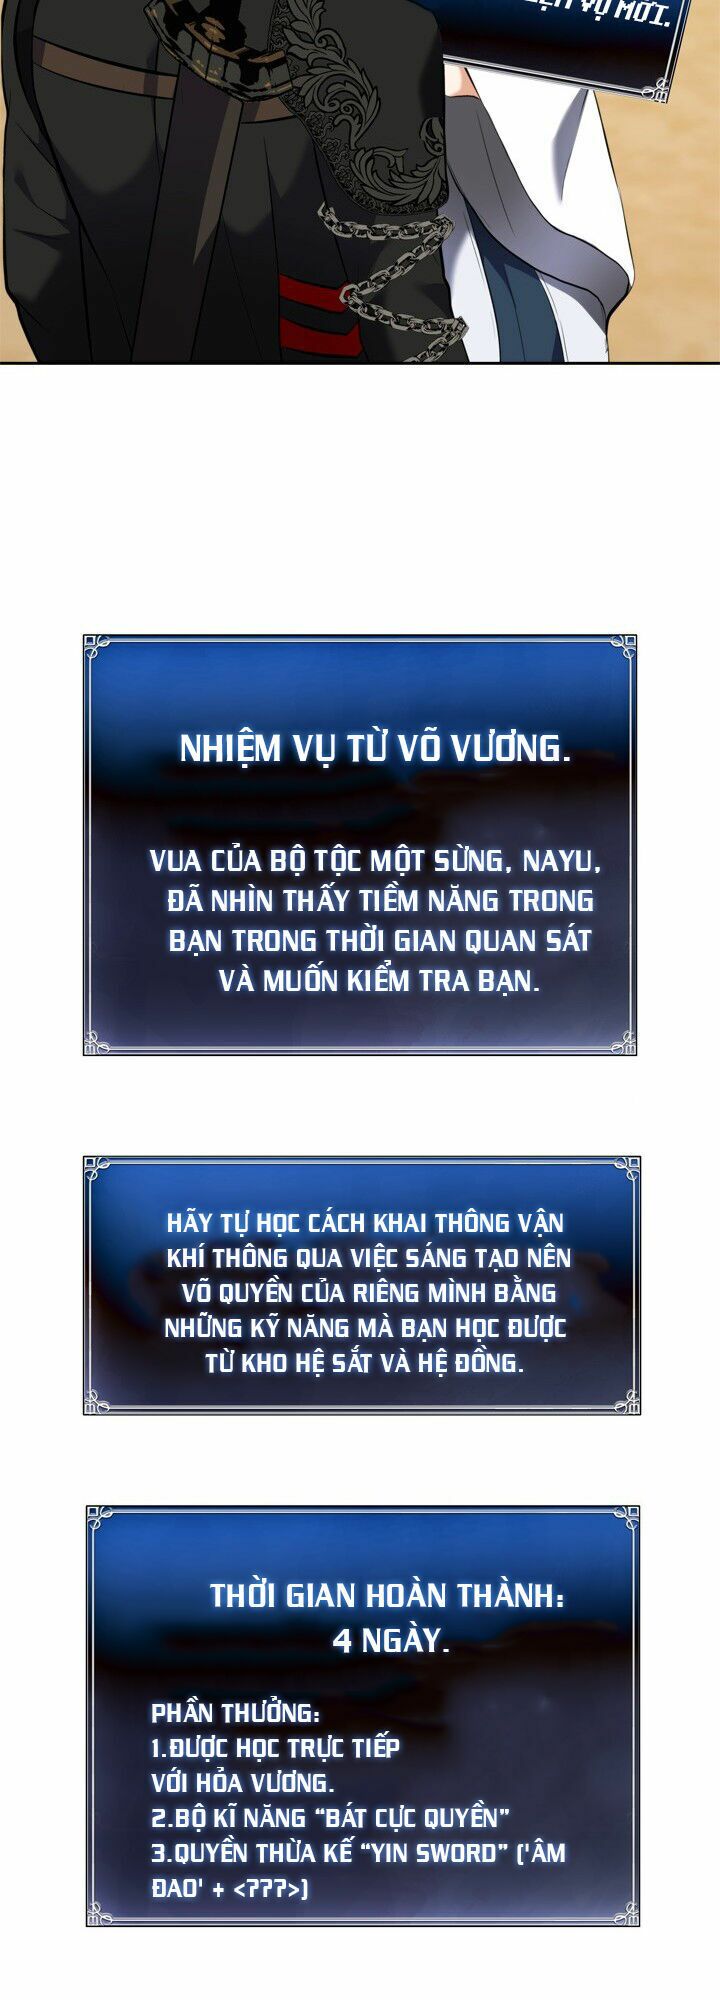 VỤ MỚI.
NHIỆM VỤ TỪ VÕ VƯƠNG.
VUA CỦA BỘ TỘC MỘT SỪNG, NAYU,
ĐÃ NHÌN THẤY TIỀM NĂNG TRONG
BẠN TRONG THỜI GIAN QUAN SÁT
VÀ MUỐN KIỂM TRA BẠN.
HÃY TỰ HỌC CÁCH KHAI THÔNG VẬN
KHÍ THÔNG QUA VIỆC SÁNG TẠO NÊN
VÕ QUYỀN CỦA RIÊNG MÌNH BẰNG
NHỮNG KỸ NĂNG MÀ BẠN HỌC ĐƯỢC
TỪ KHO HỆ SẮT VÀ HỆ ĐỒNG.
THỜI GIAN HOÀN THÀNH:
4 NGÀY.
PHẦN THƯỞNG:
1.ĐƯỢC HỌC TRỰC TIẾP
VỚI HỎA VƯƠNG.
2.BỘ KĨ NĂNG “BÁT CỰC QUYỀN”
3.QUYỀN THỪA KẾ “YIN SWORD” ('ÂM
ĐAO' + <???>)